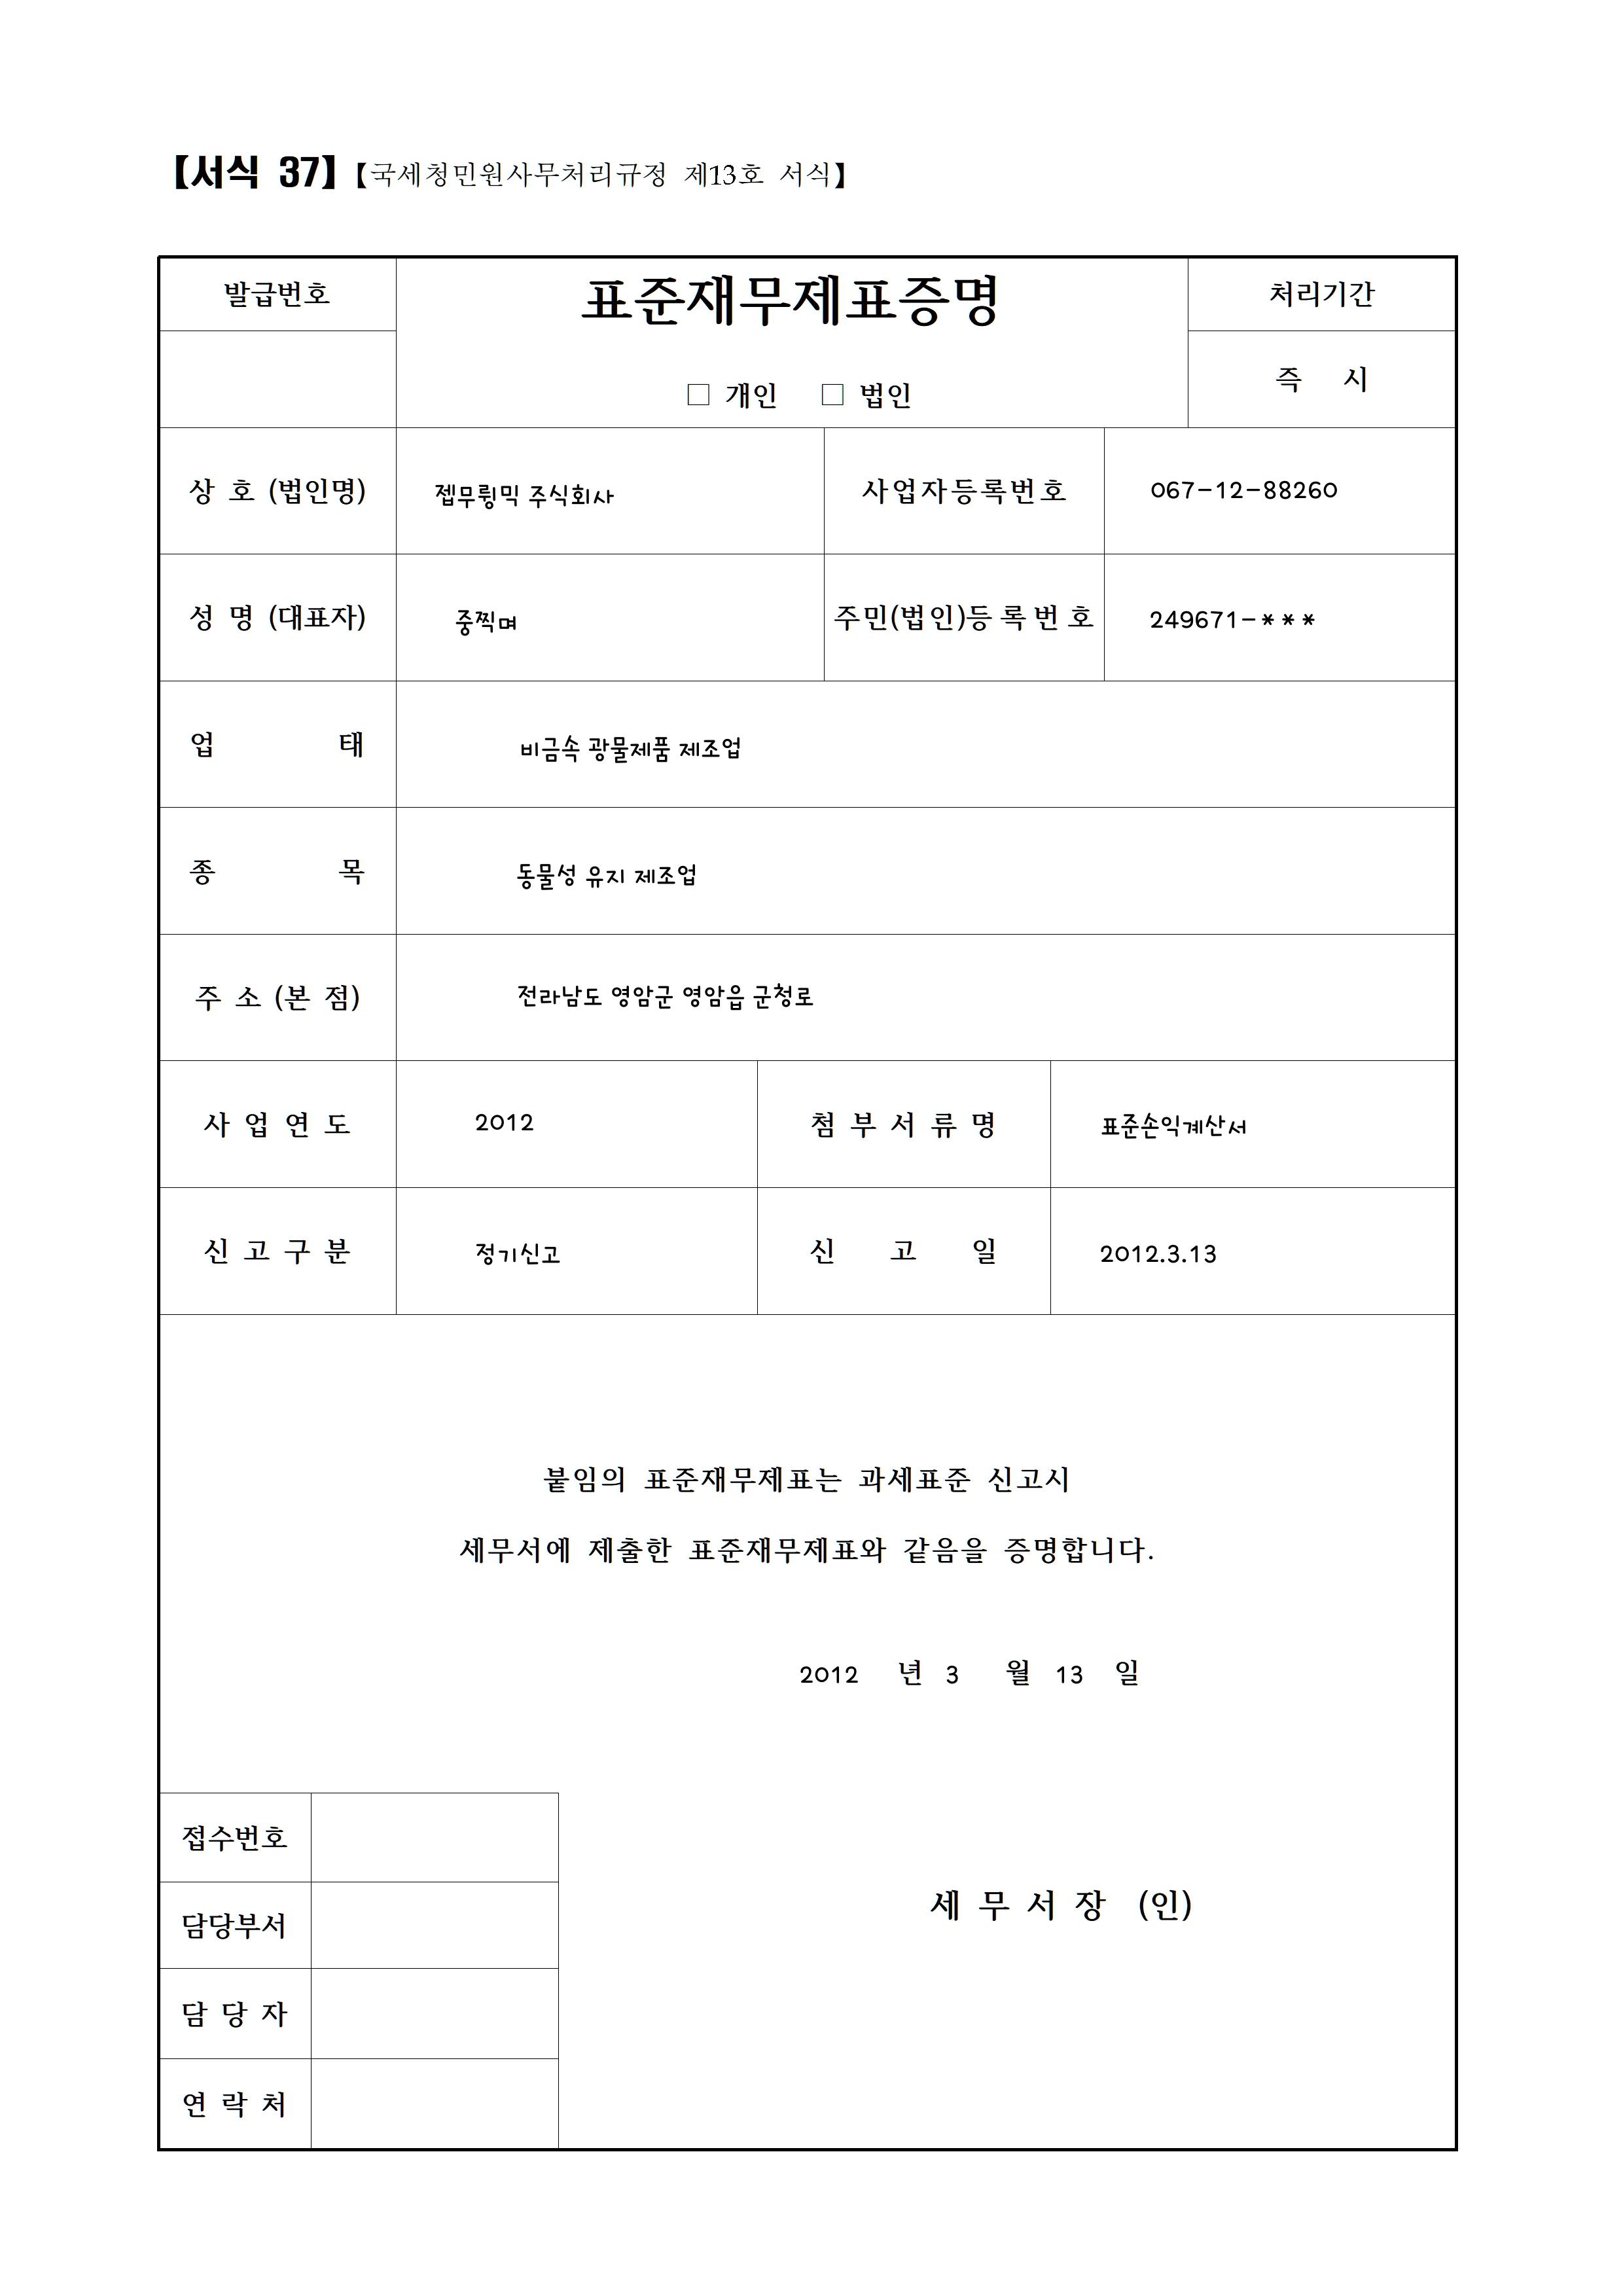 【서식 37】【국세청민원사무처리규정 제13호 서식】
발급번호
표준재무제표증명
처리기간
□ 개인 □ 법인
즉 시
상 호 (법인명) 젭무륑믹 주식회사 사업자등록번호 067-12-88260
성 명 (대표자) 중찍며 주민(법인)등록번호 249671-***
업 태 비금속 광물제품 제조업
종 목 동물성 유지 제조업
주 소 (본 점) 전라남도 영암군 영암읍 군청로
사 업 연 도 2012 첨 부 서 류 명 표준손익계산서
신 고 구 분 정기신고 신 고 일 2012.3.13
붙임의 표준재무제표는 과세표준 신고시
세무서에 제출한 표준재무제표와 같음을 증명합니다.
2012 년 3 월 13 일
접수번호
담당부서
세 무 서 장 (인)
담 당 자
연 락 처